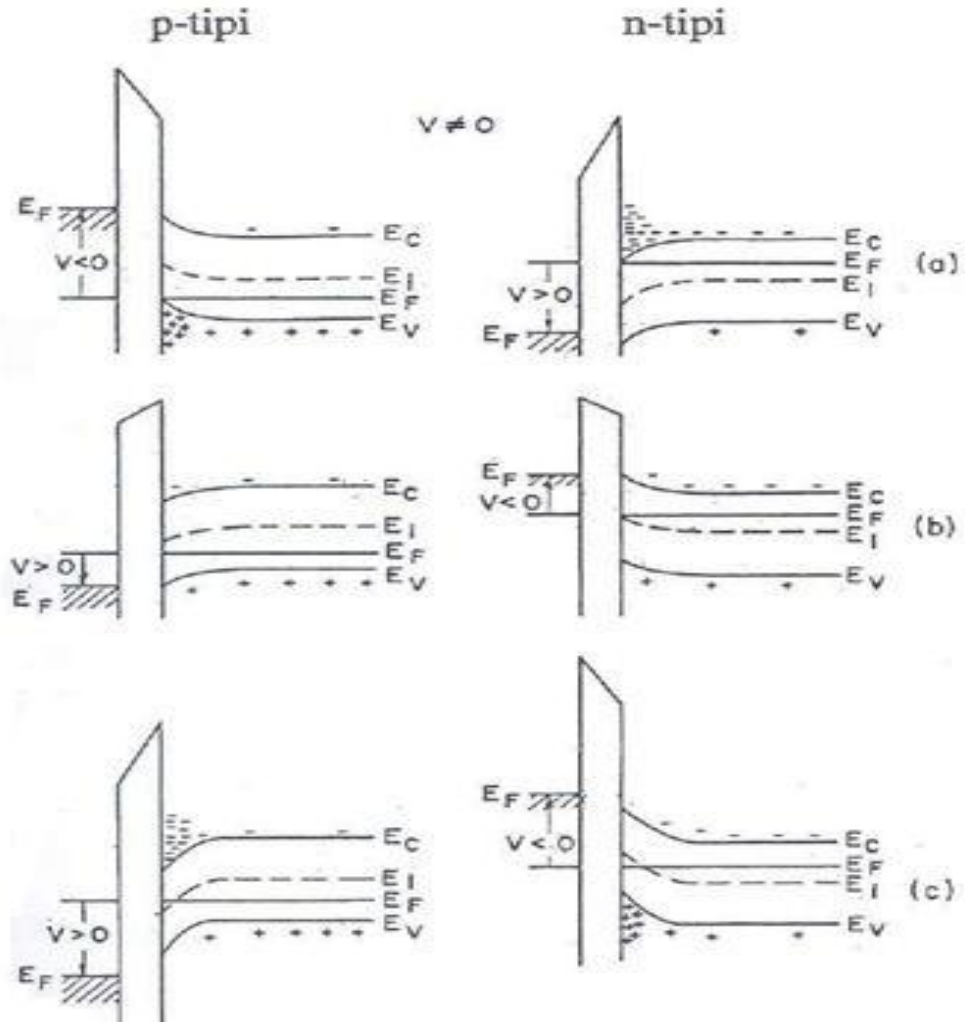 p-tipi n-tipi
V ≠ 0
E_F
V<0
E_C
E_I
E_F
E_V
V>0
E_F
E_C
E_F
E_I
E_V
(a)
V>0
E_F
E_C
E_I
E_F
E_V
E_F
V<0
E_C
E_F
E_I
E_V
(b)
V>0
E_F
E_C
E_I
E_F
E_V
E_F
V<0
E_C
E_F
E_I
E_V
(c)